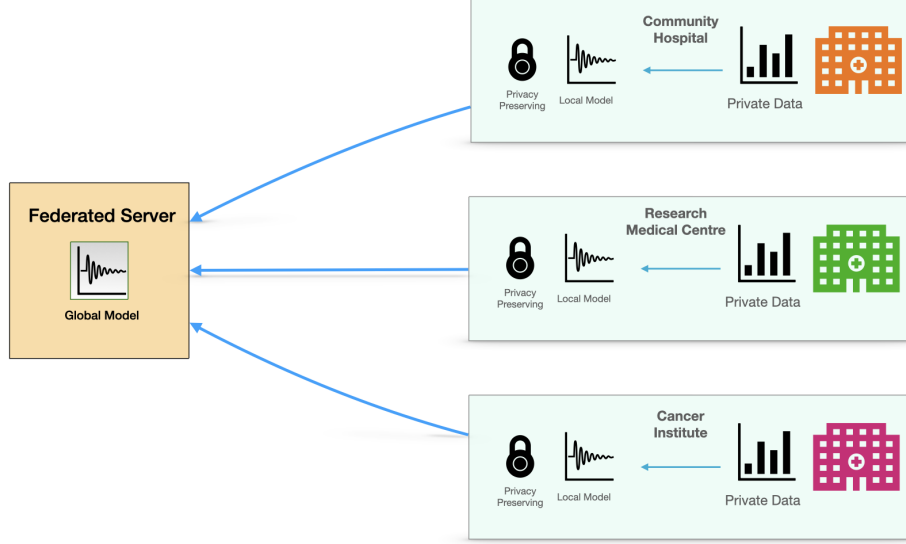 Community
Hospital
Privacy
Preserving
Local Model
Private Data
Federated Server
Global Model
Research
Medical Centre
Privacy
Preserving
Local Model
Private Data
Cancer
Institute
Privacy
Preserving
Local Model
Private Data